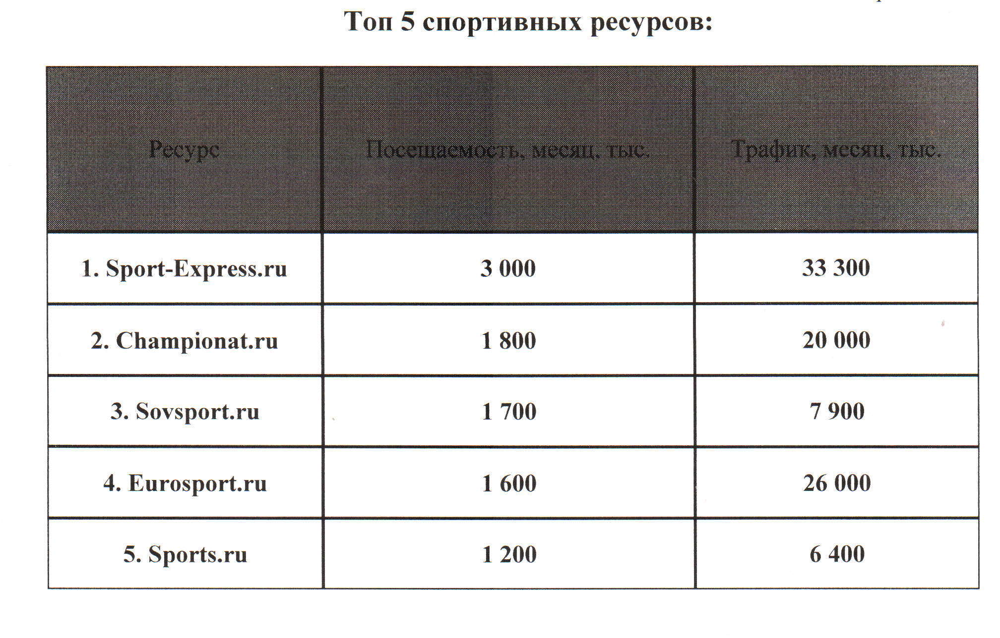 Топ 5 спортивных ресурсов:
Ресурс Посещаемость, месяц, тыс. Трафик, месяц, тыс.
1. Sport-Express.ru 3 000 33 300
2. Championat.ru 1 800 20 000
3. Sovsport.ru 1 700 7 900
4. Eurosport.ru 1 600 26 000
5. Sports.ru 1 200 6 400